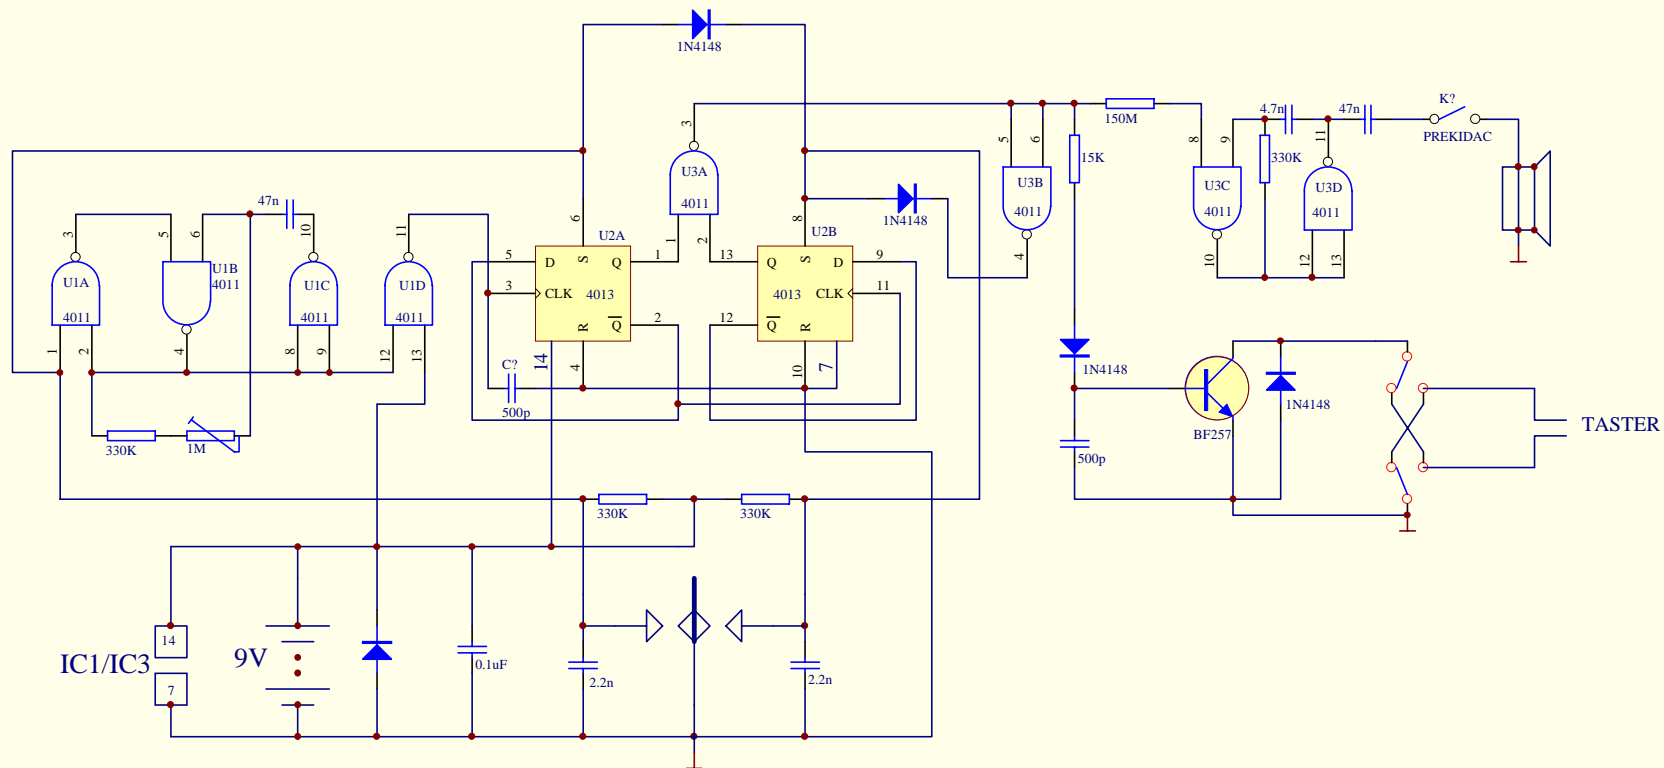 1N4148
3
U3A
4011
1
2
5
6
U3B
4011
4
15K
150M
8
9
U3C
4011
10
4.7n
330K
47n
11
U3D
4011
12
13
K?
PREKIDAC
1N4148
3
U1A
4011
1
2
5
6
U1B
4011
4
47n
10
U1C
4011
8
9
11
U1D
4011
12
13
330K
1M
6
U2A
5
D
S
Q
1
3
CLK
4013
R
Q
2
14
4
C?
500p
8
U2B
13
Q
S
D
9
4013
CLK
11
12
Q
R
10
7
1N4148
500p
BF257
1N4148
TASTER
330K
330K
IC1/IC3
14
7
9V
0.1uF
2.2n
2.2n